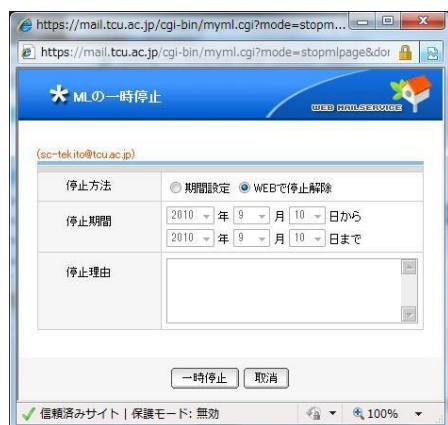 https://mail.tcu.ac.jp/cgi-bin/myml.cgi?mode=stopm...
https://mail.tcu.ac.jp/cgi-bin/myml.cgi?mode=stopmlpage&dor
MLの一時停止
WEB MAILSERVICE
(sc-tekito@tcu.ac.jp)
停止方法 期間設定 WEBで停止解除
停止期間 2010 年 9 月 10 日から
2010 年 9 月 10 日まで
停止理由
一時停止 取消
信頼済みサイト | 保護モード: 無効 100%